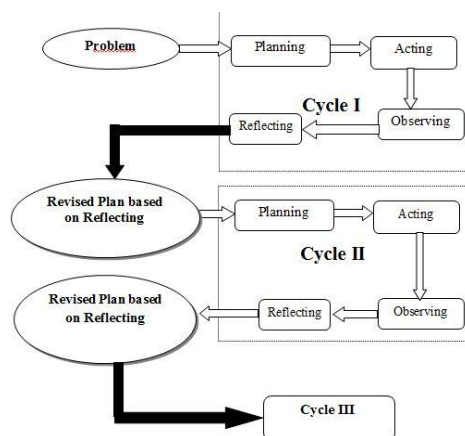 Problem
Planning
Acting
Cycle I
Reflecting
Observing
Revised Plan based
on Reflecting
Planning
Acting
Cycle II
Revised Plan based
on Reflecting
Reflecting
Observing
Cycle III